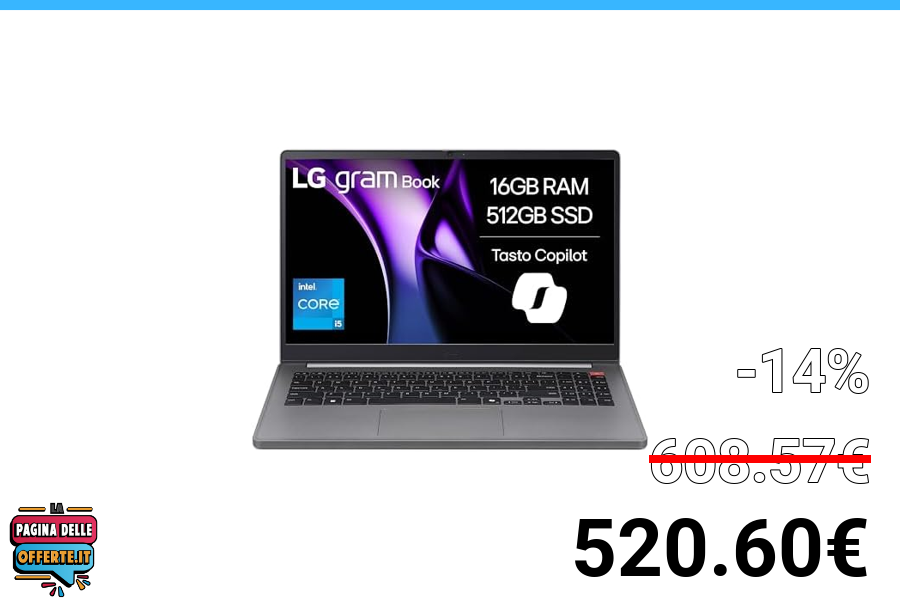 LG gram Book
16GB RAM
512GB SSD
Tasto Copilot
intel.
CORE
i5
-14%
608.57€
520.60€
LA
PAGINA DELLE
OFFERTE.IT